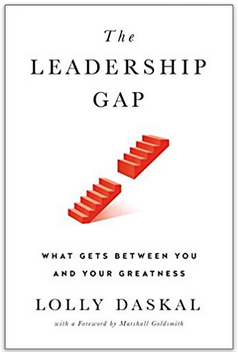 The
LEADERSHIP
GAP
WHAT GETS BETWEEN YOU
AND YOUR GREATNESS
LOLLY DASKAL
with a Foreword by Marshall Goldsmith